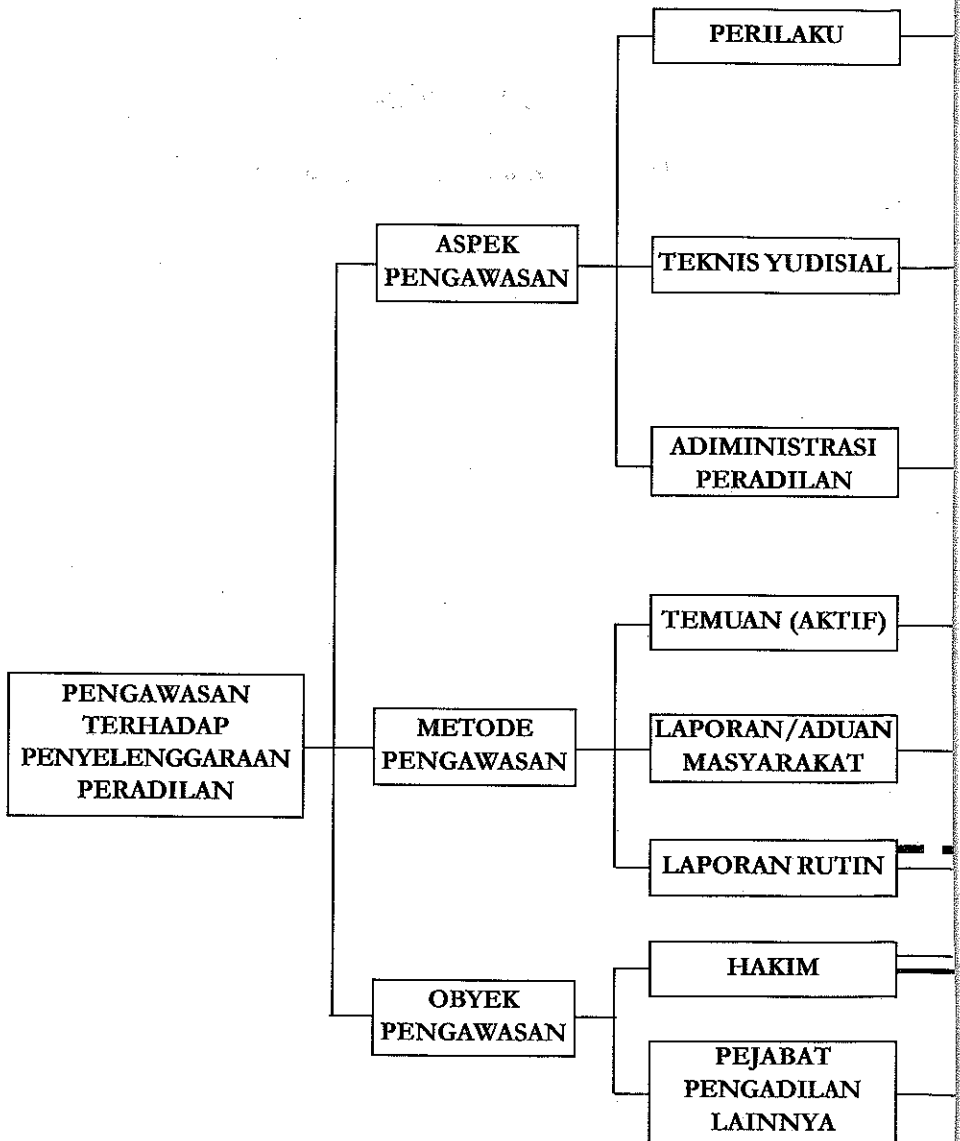 PERILAKU
ASPEK
PENGAWASAN
TEKNIS YUDISIAL
ADIMINISTRASI
PERADILAN
TEMUAN (AKTIF)
PENGAWASAN
TERHADAP
PENYELENGGARAAN
PERADILAN
METODE
PENGAWASAN
LAPORAN/ADUAN
MASYARAKAT
LAPORAN RUTIN
HAKIM
OBYEK
PENGAWASAN
PEJABAT
PENGADILAN
LAINNYA